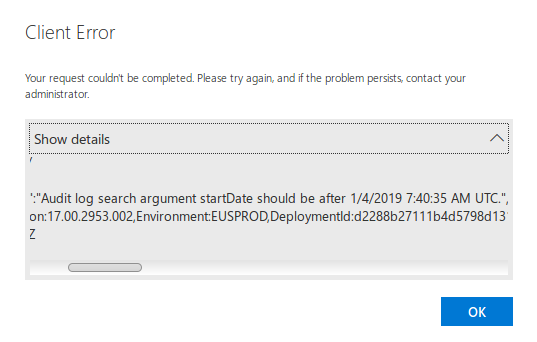 Client Error
Your request couldn't be completed. Please try again, and if the problem persists, contact your
administrator.
Show details
':"Audit log search argument startDate should be after 1/4/2019 7:40:35 AM UTC.",
on:17.00.2953.002,Environment:EUSPROD,DeploymentId:d2288b27111b4d5798d13
Z
OK